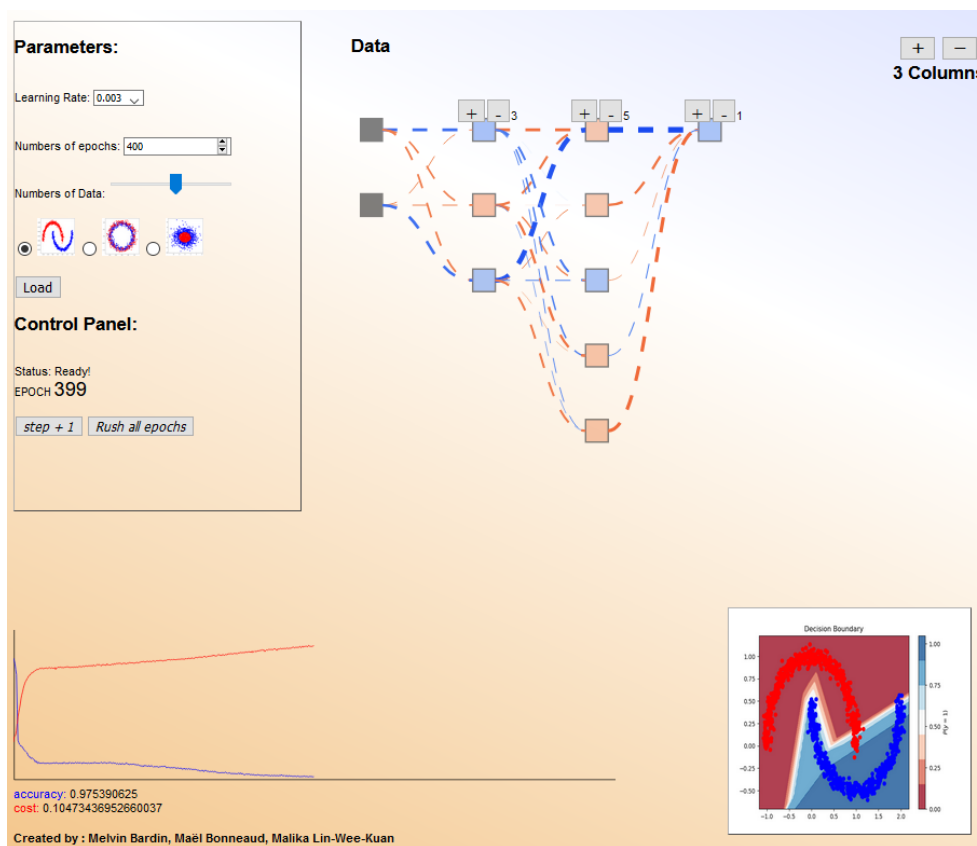 Parameters:
Learning Rate: 0.003
Numbers of epochs: 400
Numbers of Data:
Load
Control Panel:
Status: Ready!
EPOCH 399
step + 1 Rush all epochs
Data
+ −
3 Columns
+ - 3 + - 5 + - 1
accuracy: 0.975390625
cost: 0.10473436952660037
Created by : Melvin Bardin, Maël Bonneaud, Malika Lin-Wee-Kuan
Decision Boundary
1.00
0.75
0.50
0.25
0.00
−0.25
−0.50
−1.0 −0.5 0.0 0.5 1.0 1.5 2.0
1.00
0.75
0.50
0.25
0.00
P(y = 1)